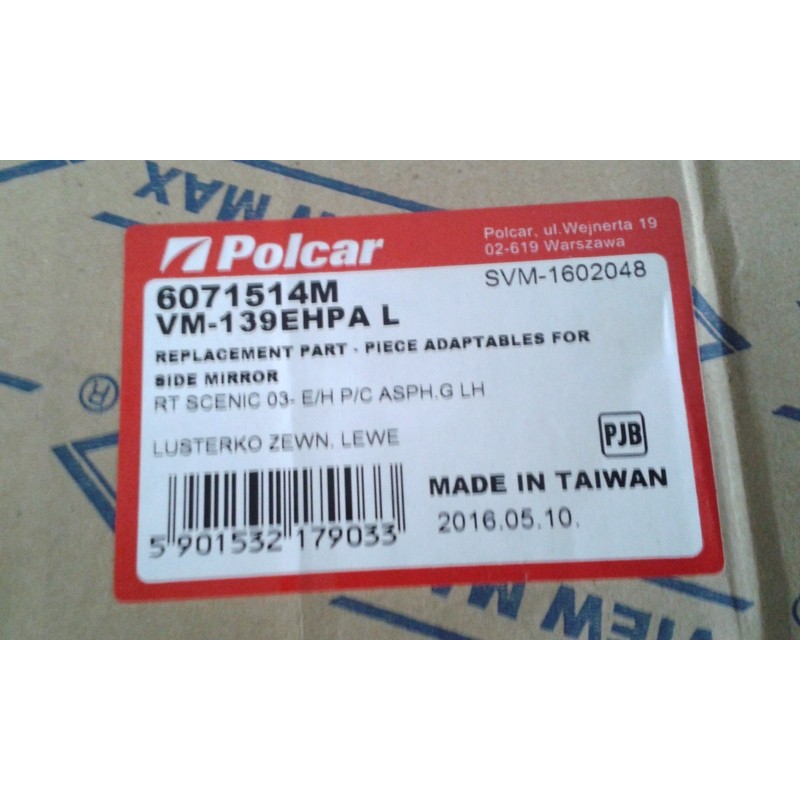 VIEW MAX
Polcar
Polcar, ul.Wejnerta 19
02-619 Warszawa
6071514M
SVM-1602048
VM-139EHPA L
REPLACEMENT PART - PIECE ADAPTABLES FOR
SIDE MIRROR
RT SCENIC 03- E/H P/C ASPH.G LH
®
LUSTERKO ZEWN. LEWE
PJB
MADE IN TAIWAN
2016.05.10.
5 901532 179033
VIEW MA